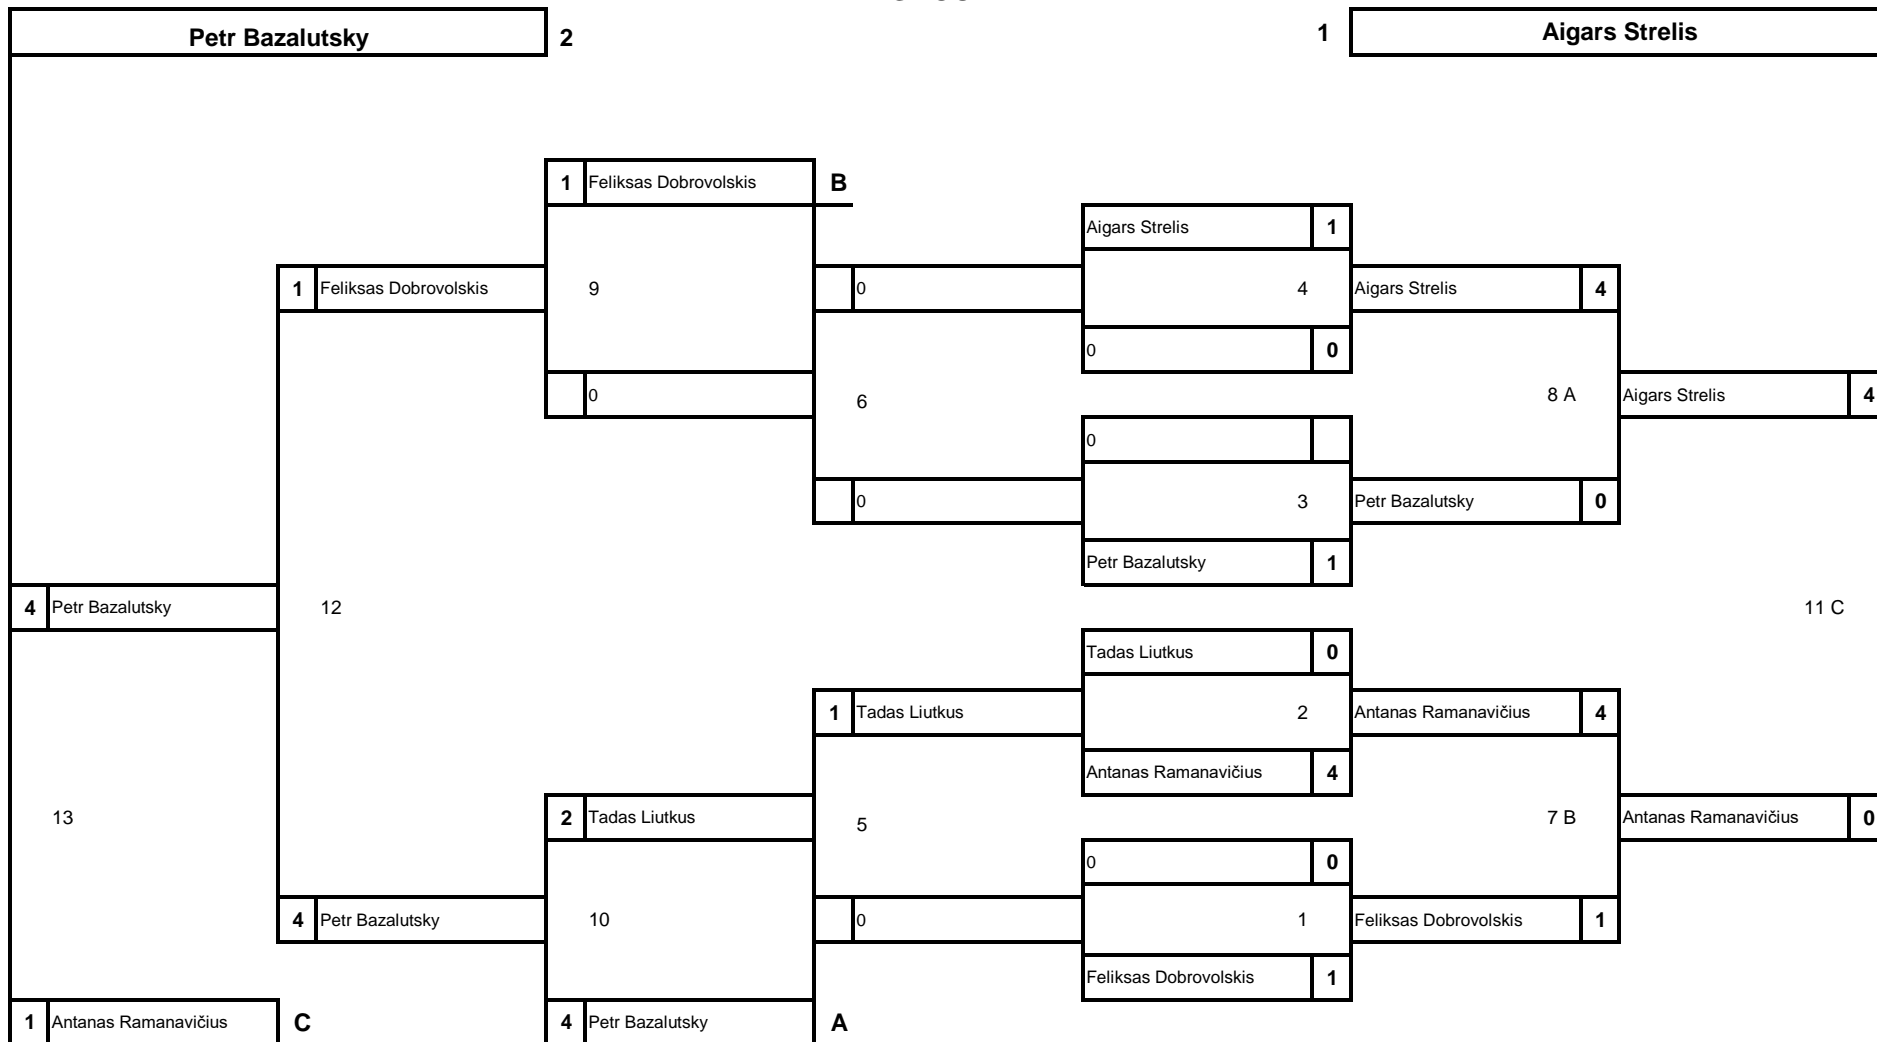 Petr Bazalutsky 2 1 Aigars Strelis
1 Feliksas Dobrovolskis B
Aigars Strelis 1
1 Feliksas Dobrovolskis 9 0 4 Aigars Strelis 4
0 0
0 6 8 A Aigars Strelis 4
0
0 3 Petr Bazalutsky 0
Petr Bazalutsky 1
4 Petr Bazalutsky 12 11 C
Tadas Liutkus 0
1 Tadas Liutkus 2 Antanas Ramanavičius 4
Antanas Ramanavičius 4
13 2 Tadas Liutkus 5 7 B Antanas Ramanavičius 0
0 0
4 Petr Bazalutsky 10 0 1 Feliksas Dobrovolskis 1
Feliksas Dobrovolskis 1
1 Antanas Ramanavičius C 4 Petr Bazalutsky A